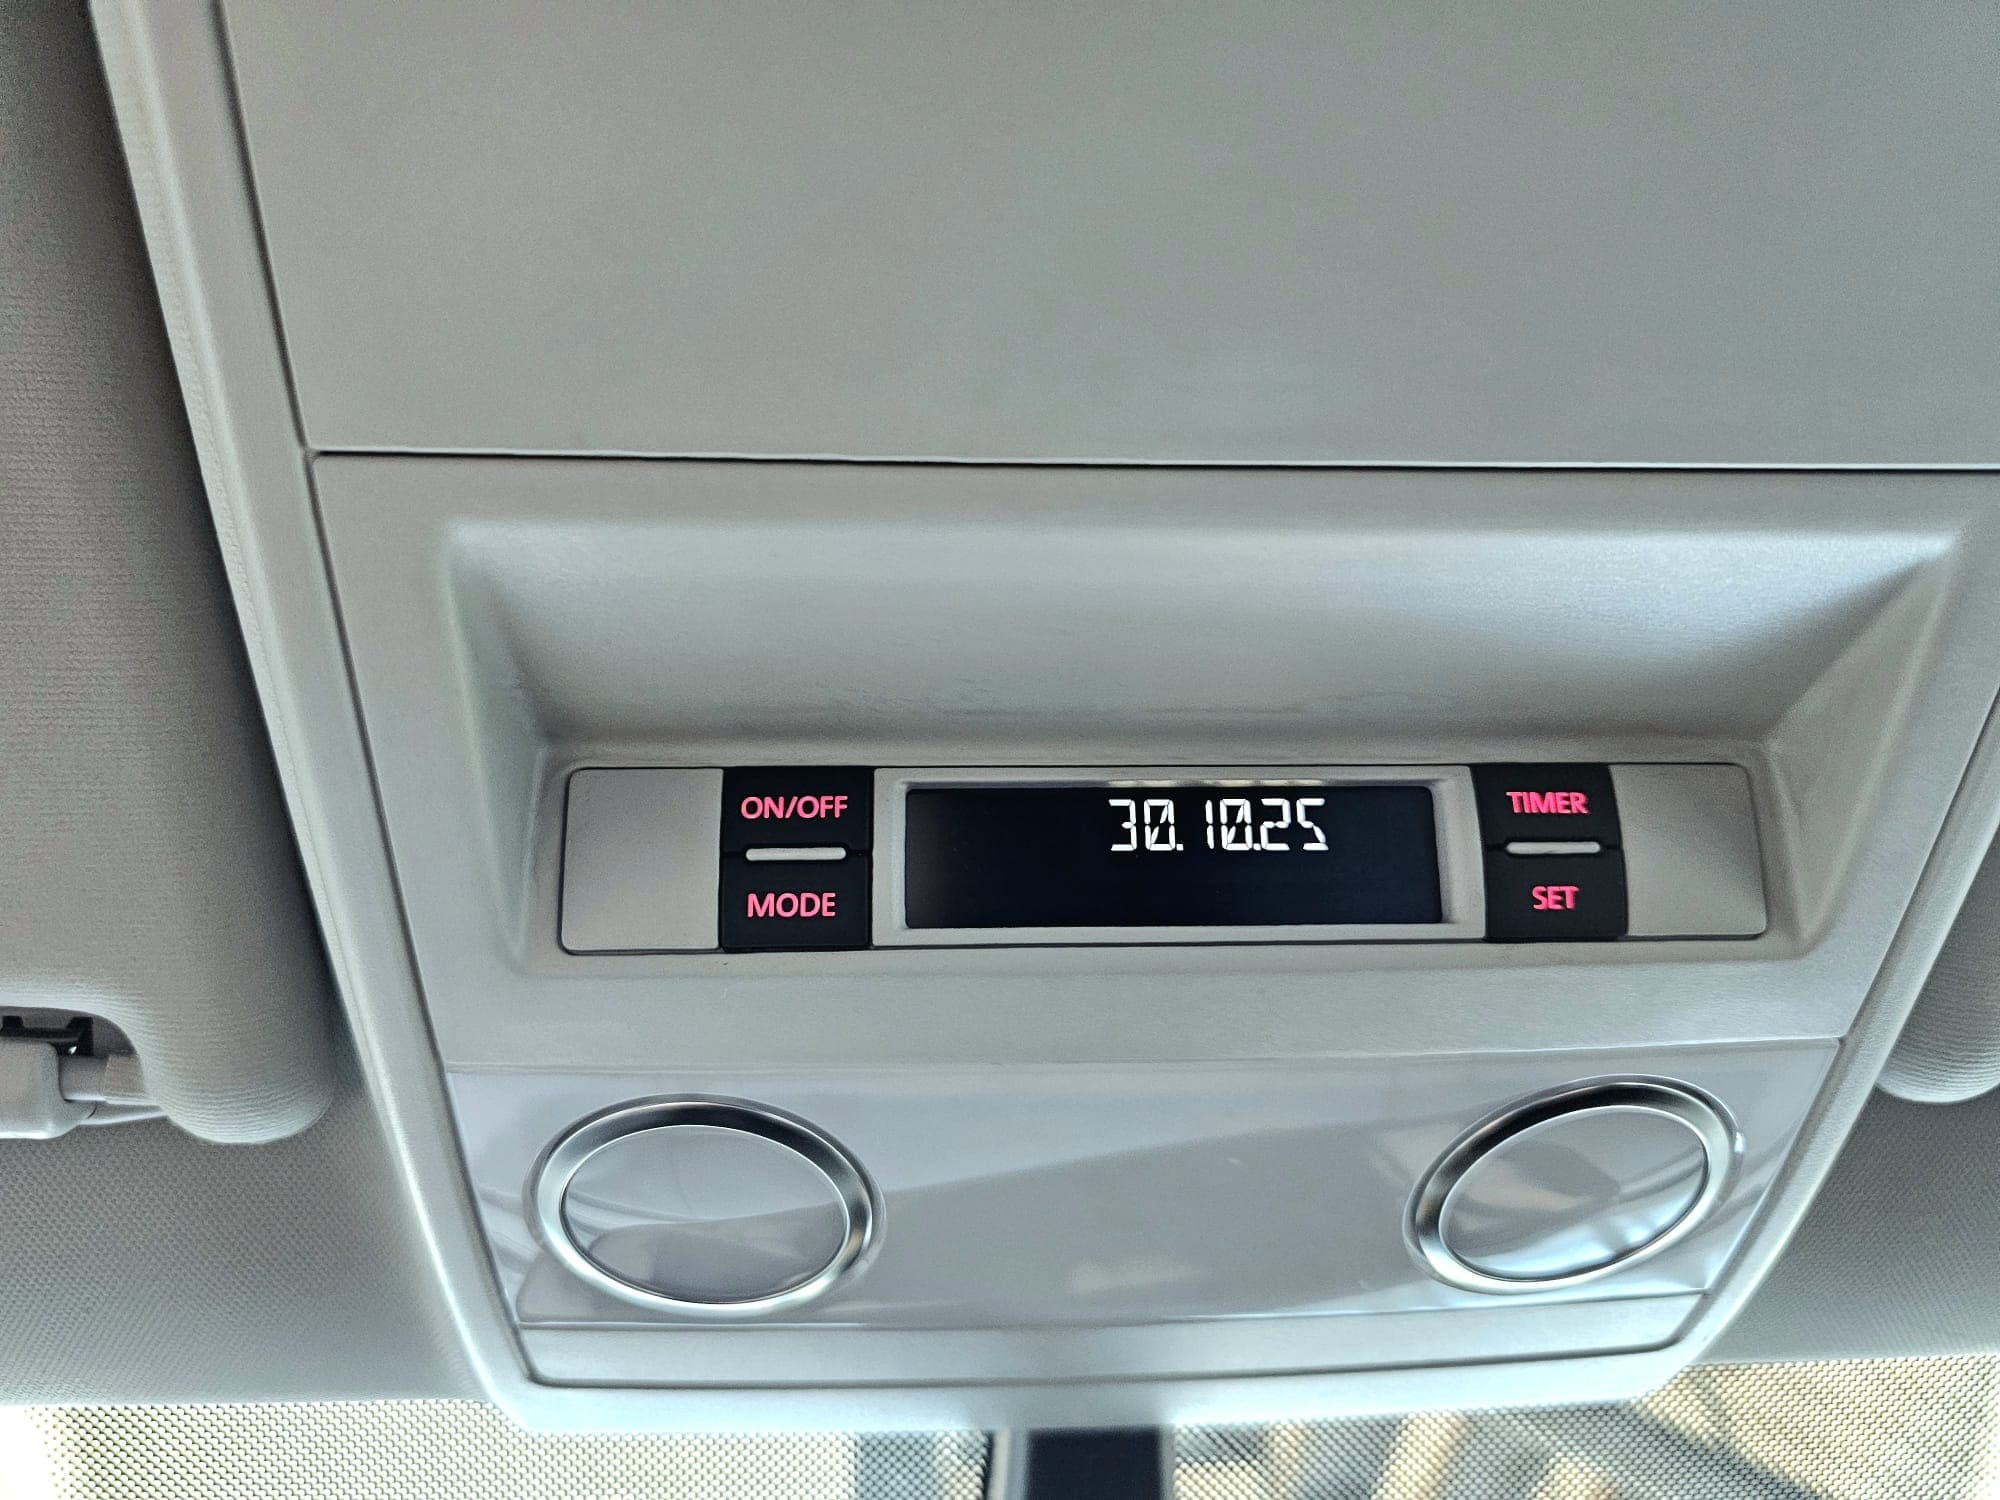 ON/OFF
MODE
30.10.25
TIMER
SET